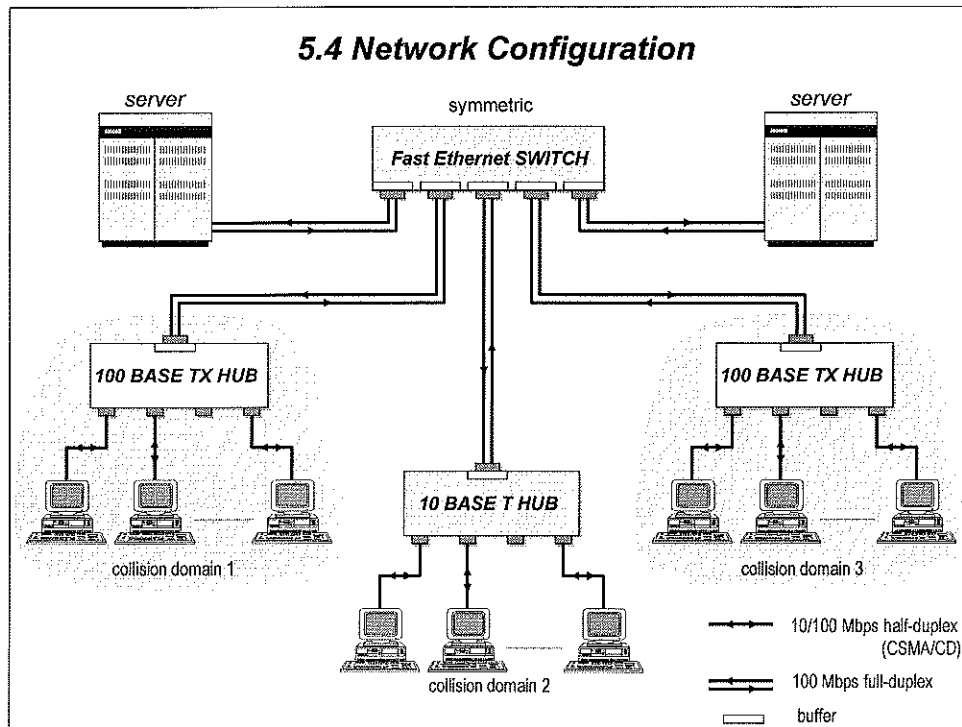 5.4 Network Configuration
server
symmetric
server
Fast Ethernet SWITCH
100 BASE TX HUB
100 BASE TX HUB
10 BASE T HUB
collision domain 1
collision domain 3
collision domain 2
10/100 Mbps half-duplex
(CSMA/CD)
100 Mbps full-duplex
buffer